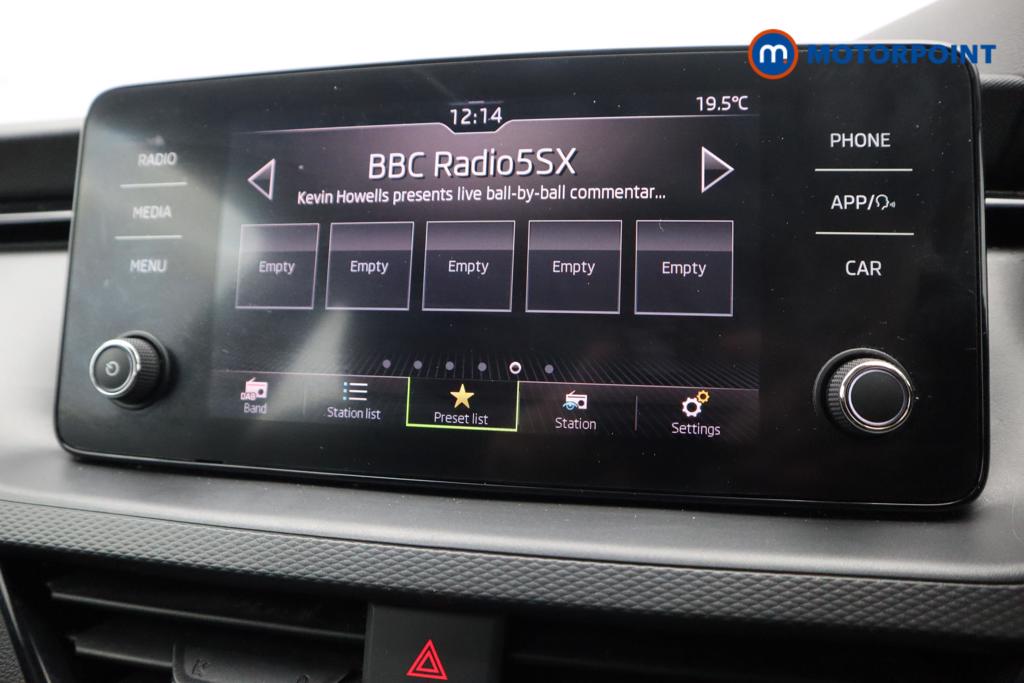 m MOTORPOINT
12:14
19.5°C
RADIO
MEDIA
MENU
BBC Radio5SX
Kevin Howells presents live ball-by-ball commentar...
Empty Empty Empty Empty Empty
DAB
Band
Station list
Preset list
Station
Settings
PHONE
APP/
CAR